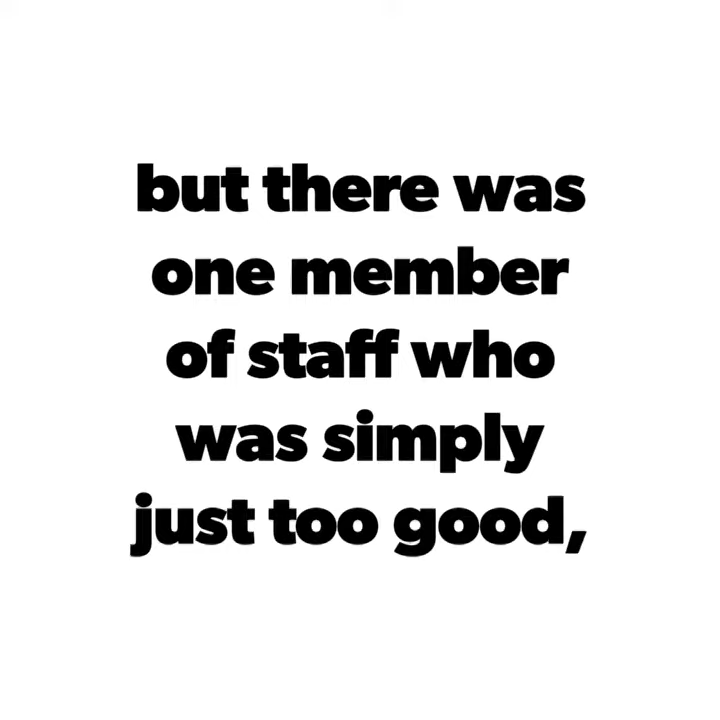 but there was
one member
of staff who
was simply
just too good,